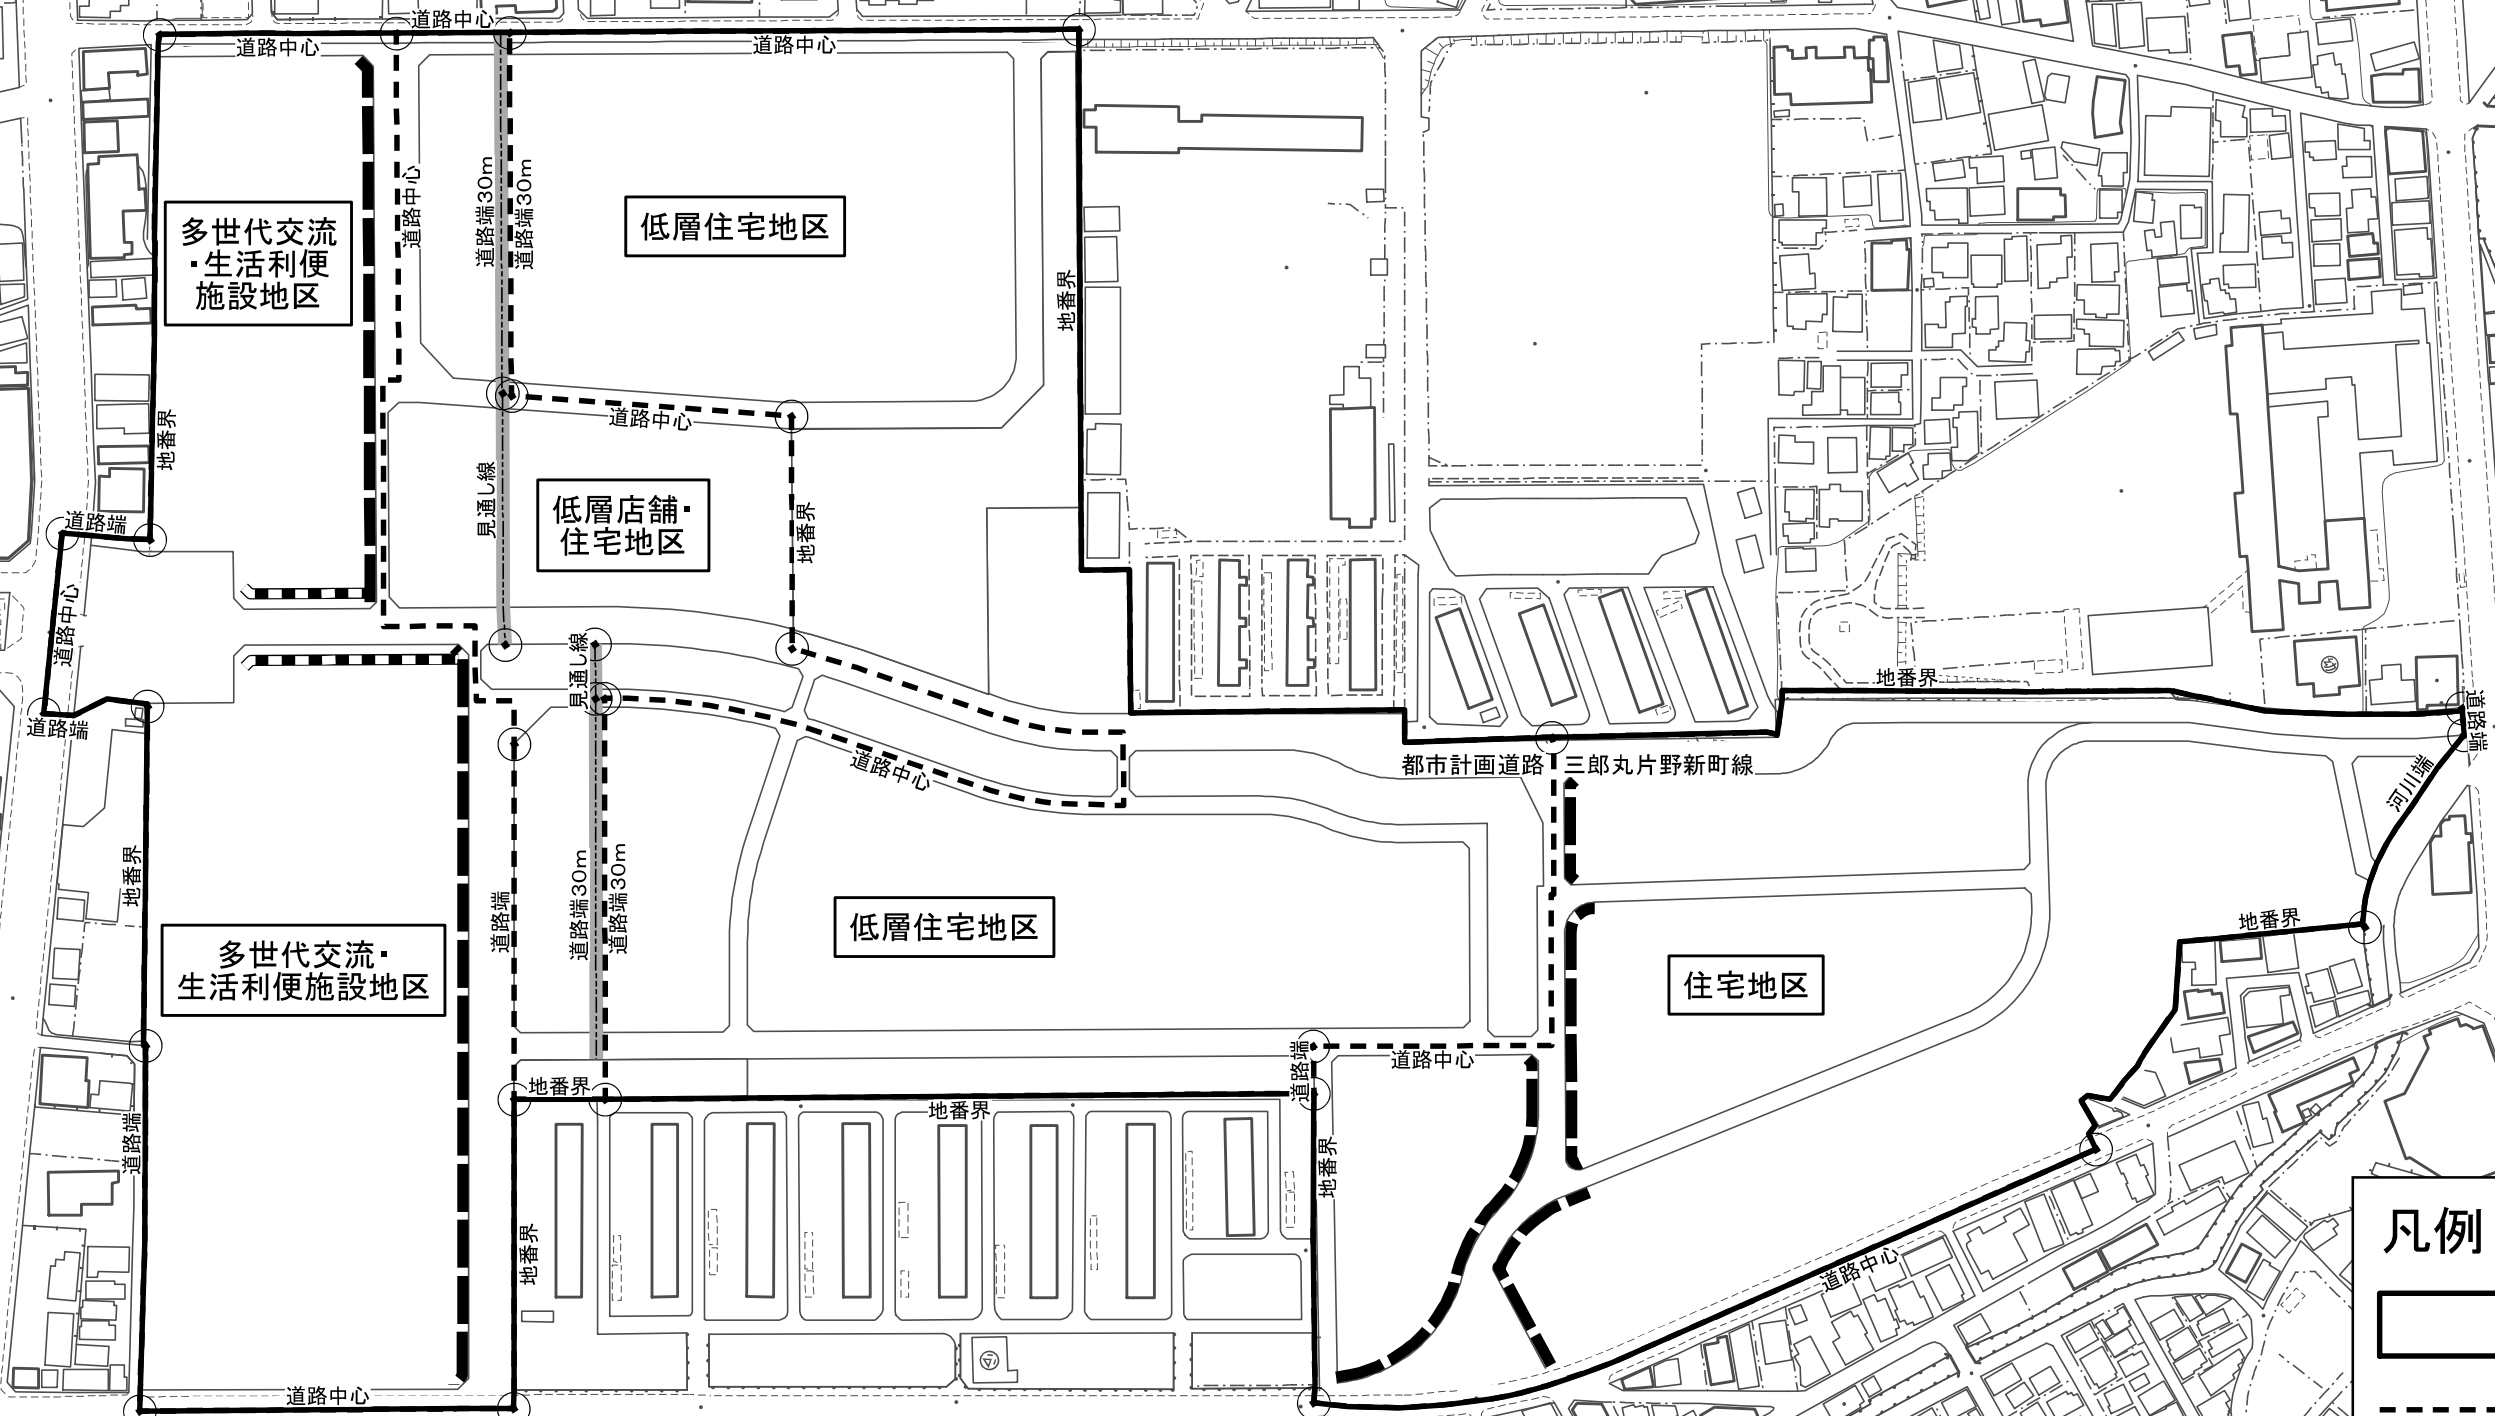 道路中心
道路中心
道路中心
道路中心
道路端30m
道路端30m
低層住宅地区
多世代交流
・生活利便
施設地区
地番界
地番界
道路中心
見通し線
低層店舗・
住宅地区
地番界
道路端
道路中心
見通し線
道路端
地番界
道路端
道路中心
都市計画道路 三郎丸片野新町線
河川端
地番界
道路端
道路端30m
道路端30m
低層住宅地区
地番界
多世代交流・
生活利便施設地区
住宅地区
道路端
道路中心
地番界
地番界
道路端
地番界
地番界
道路中心
道路中心
凡例